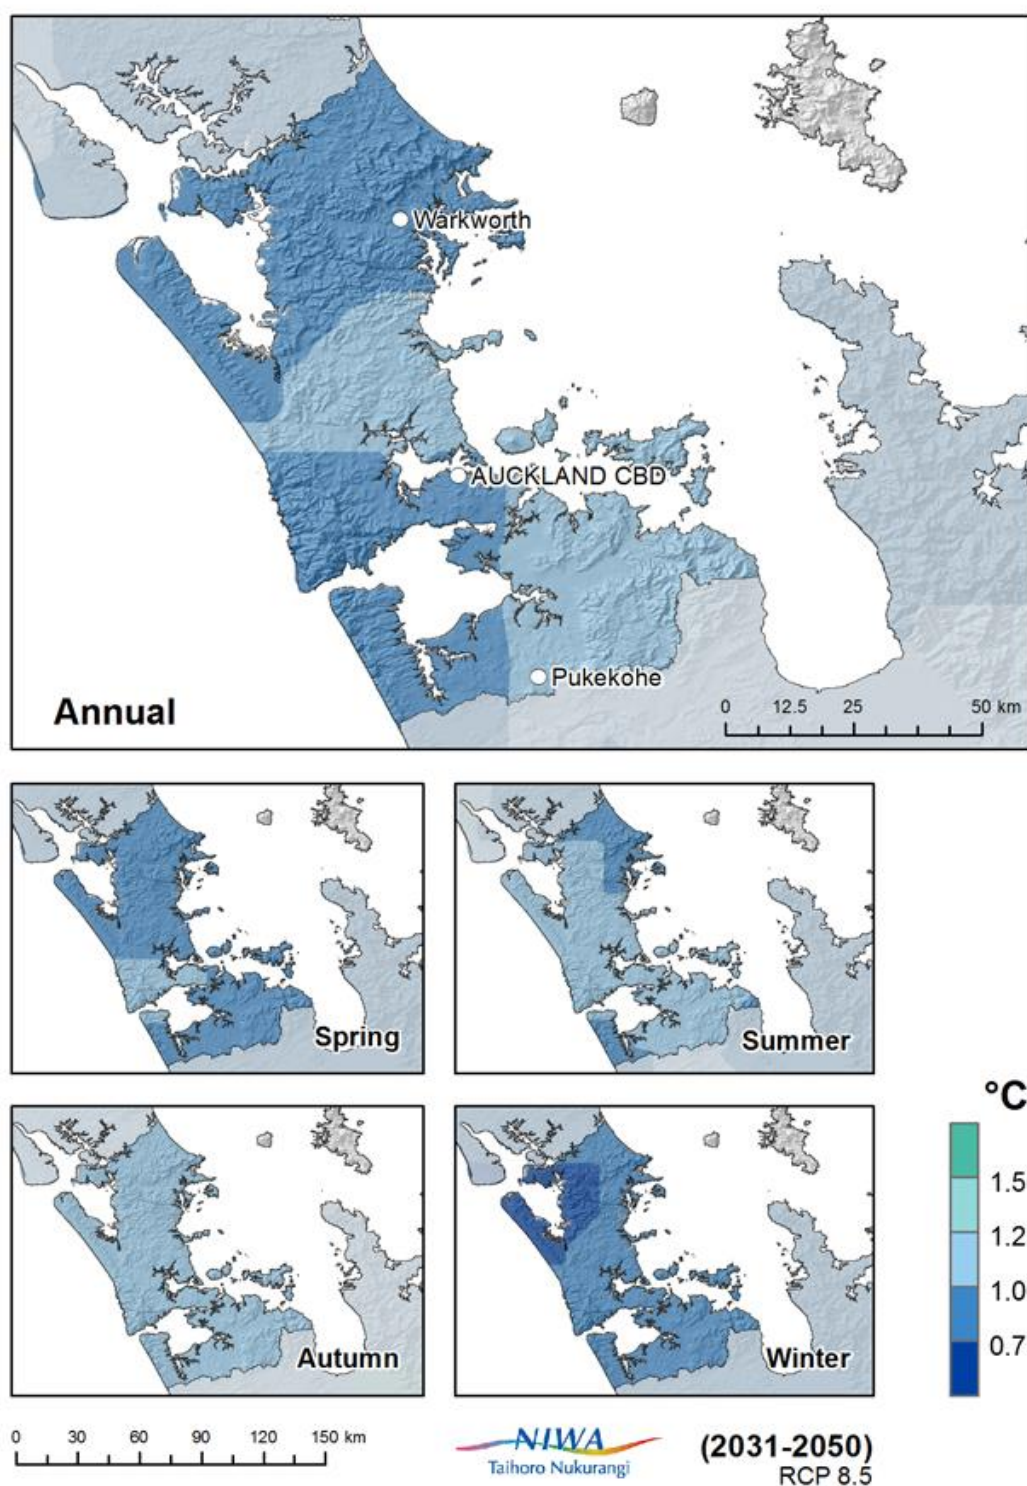 Warkworth
AUCKLAND CBD
Pukekohe
Annual
0 12.5 25 50 km
Spring
Summer
Autumn
Winter
°C
1.5
1.2
1.0
0.7
0 30 60 90 120 150 km
NIWA
Taihoro Nukurangi
(2031-2050)
RCP 8.5